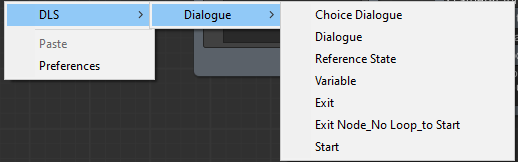 DLS
Paste
Preferences
Dialogue
Choice Dialogue
Dialogue
Reference State
Variable
Exit
Exit Node_No Loop_to Start
Start